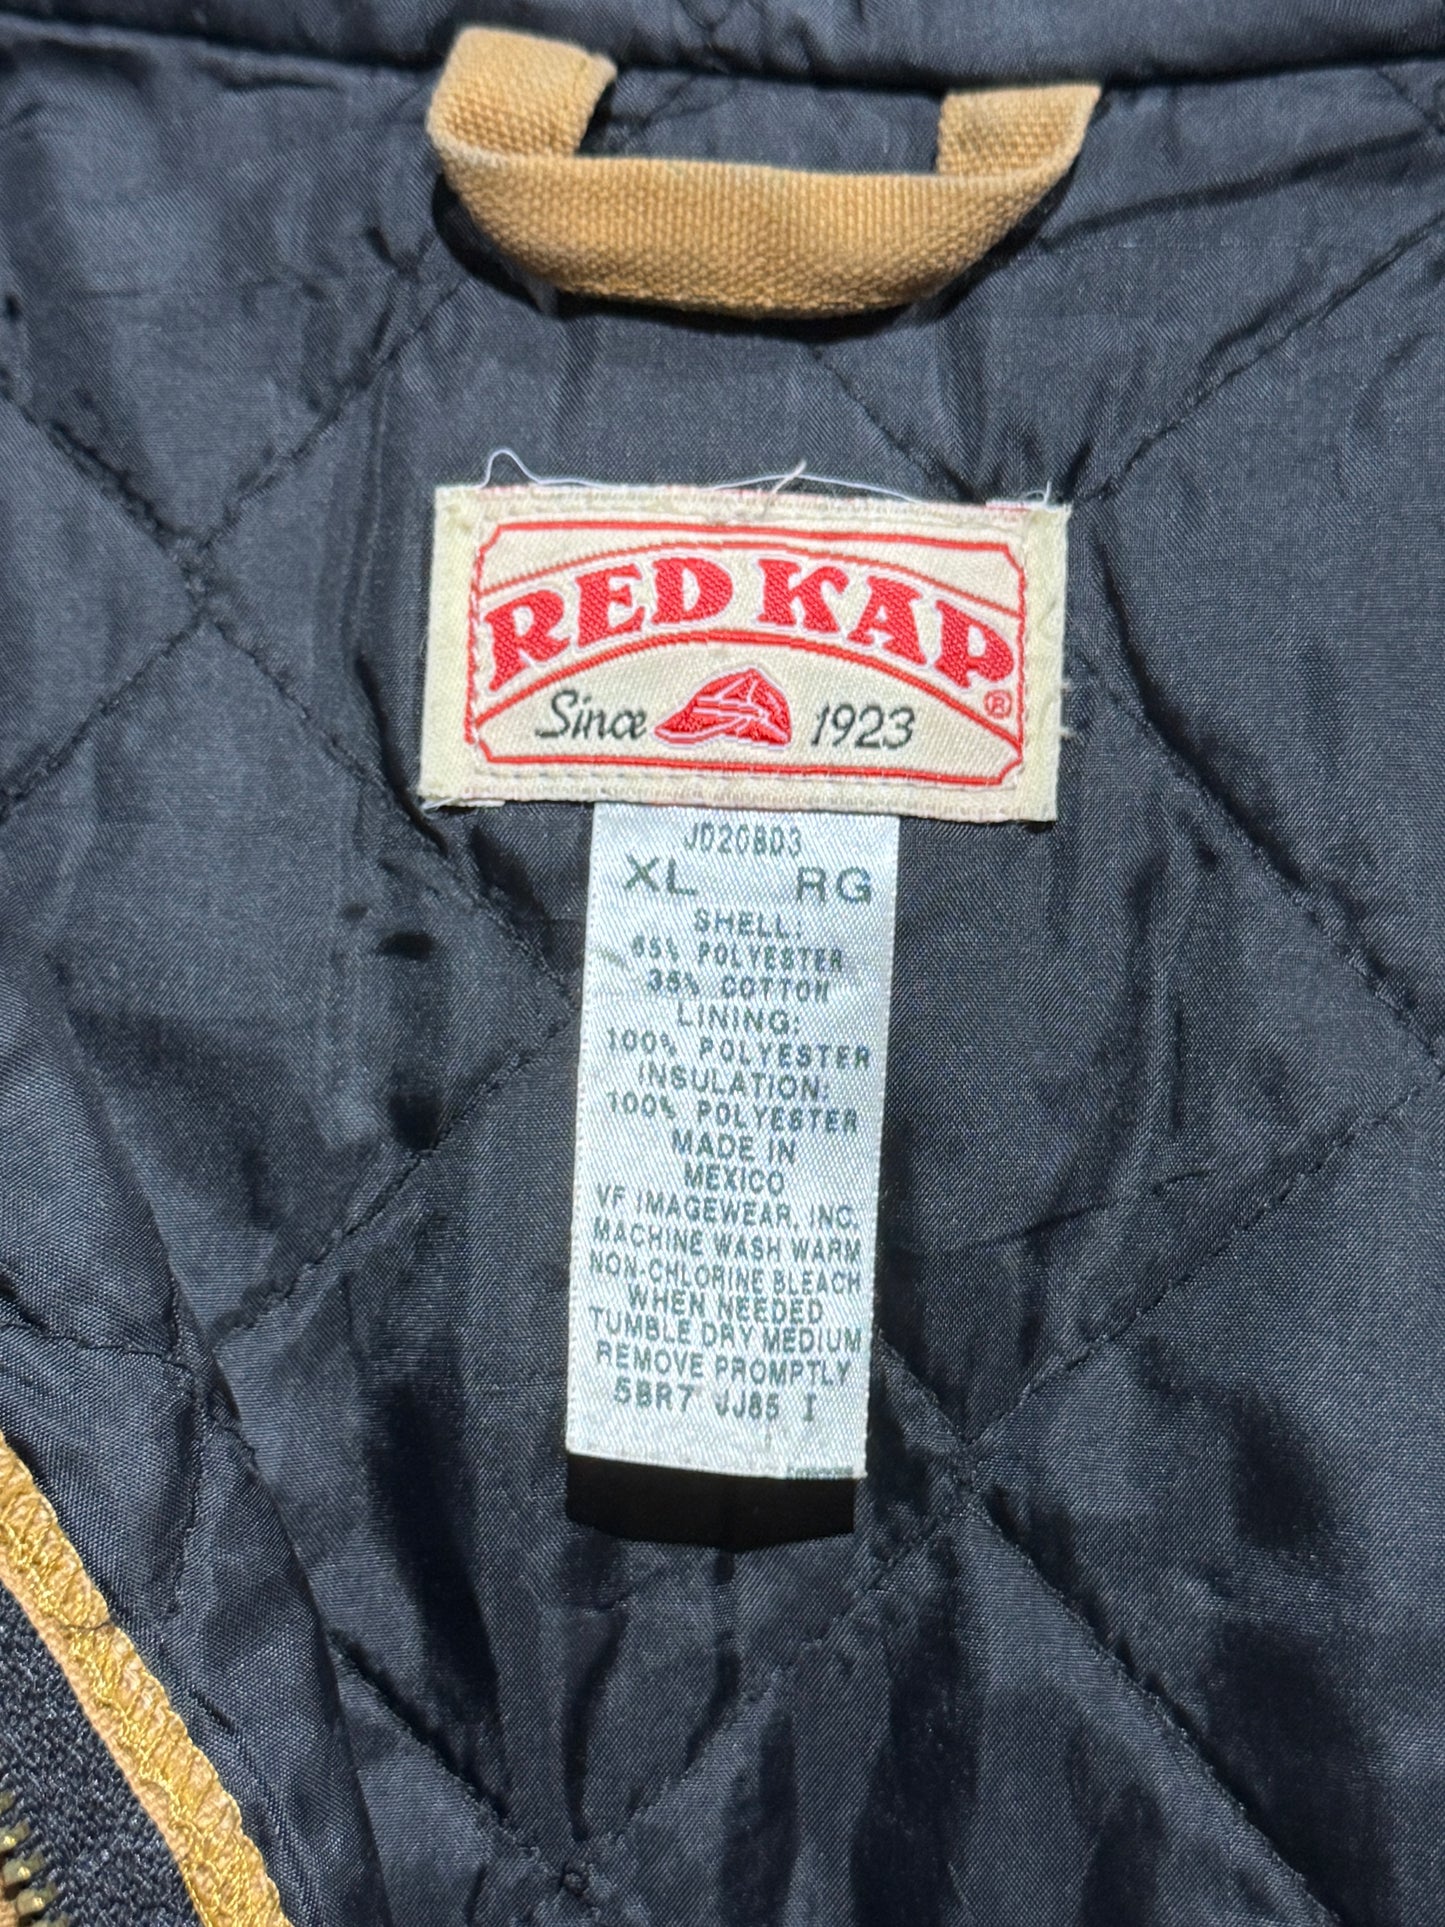 RED KAP®
Since 1923
JD20BD3
XL RG
SHELL:
65% POLYESTER
35% COTTON
LINING:
100% POLYESTER
INSULATION:
100% POLYESTER
MADE IN
MEXICO
VF IMAGEWEAR, INC.
MACHINE WASH WARM
NON-CHLORINE BLEACH
WHEN NEEDED
TUMBLE DRY MEDIUM
REMOVE PROMPTLY
5BR7 JJ85 I